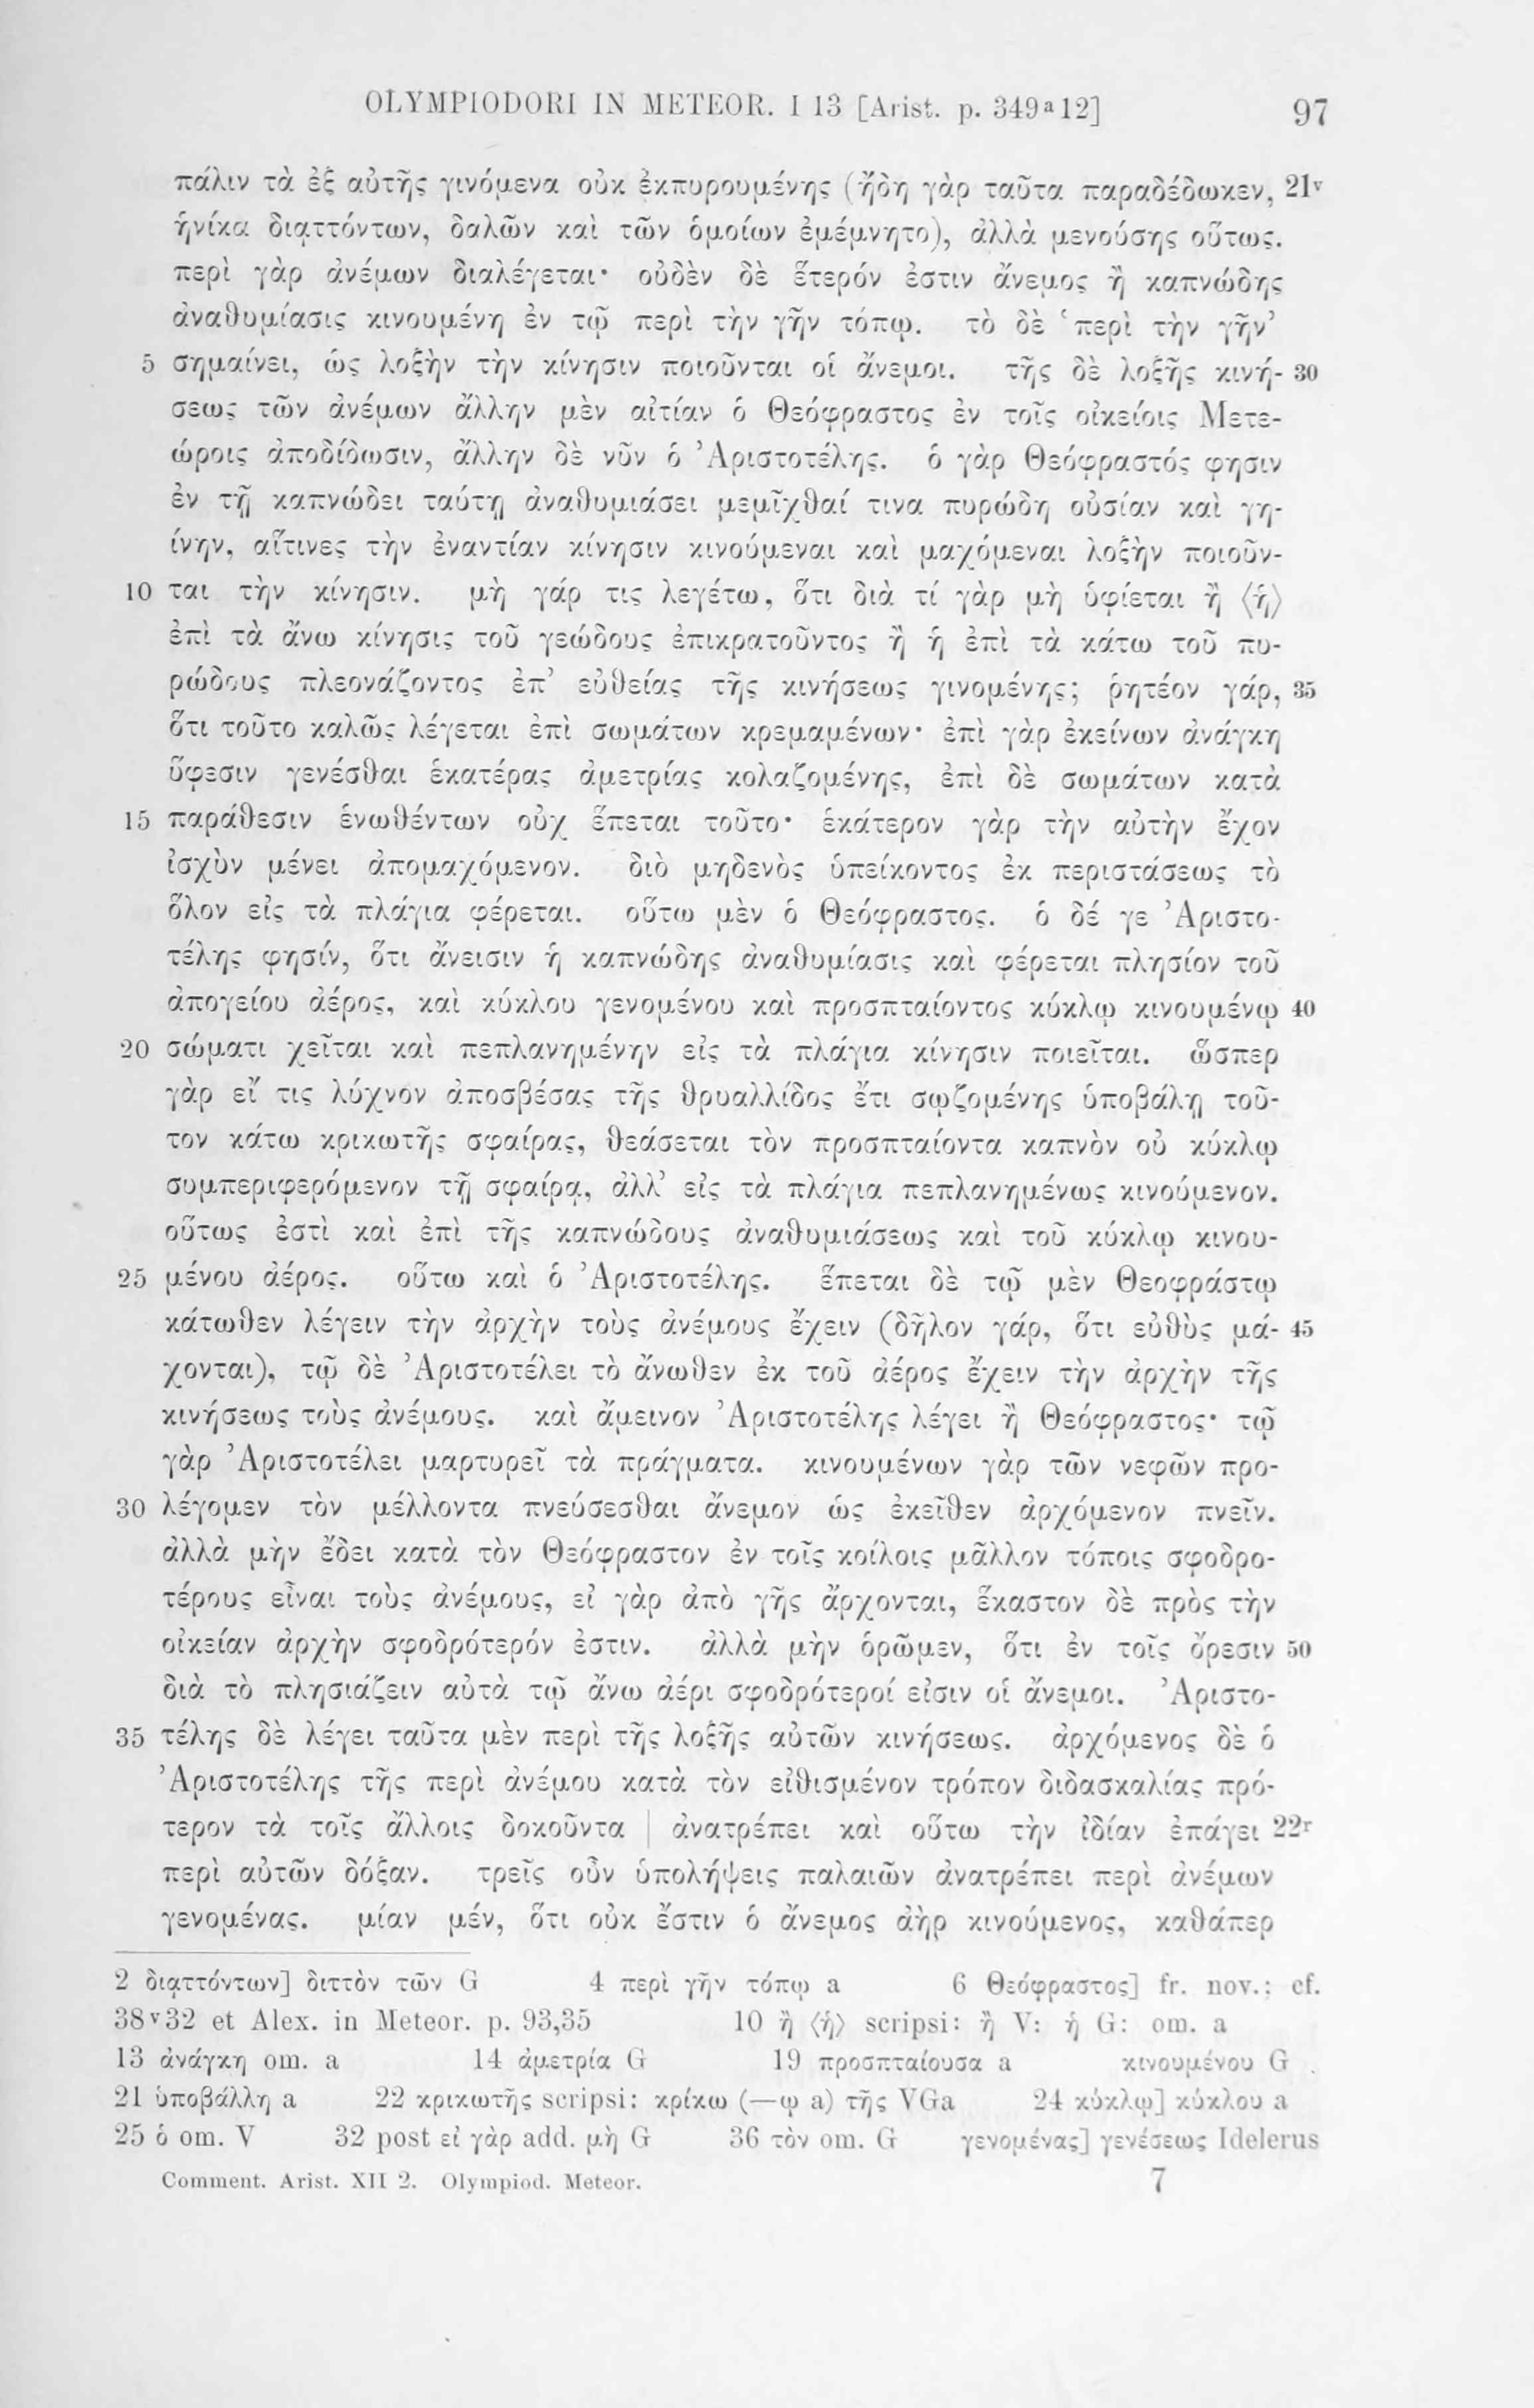 OLYMPIODORI IN METEOR. I 13 [Arist. p. 349ᵃ12] 97
πάλιν τὰ ἐξ αὐτῆς γινόμενα οὐκ ἐκπυρουμένης (ἤδη γὰρ ταῦτα παραδέδωκεν, 21ᵛ
ἡνίκα διᾳττόντων, δαλῶν καὶ τῶν ὁμοίων ἐμέμνητο), ἀλλὰ μενούσης οὕτως.
περὶ γὰρ ἀνέμων διαλέγεται· οὐδὲν δὲ ἕτερόν ἐστιν ἄνεμος ἢ καπνώδης
ἀναθυμίασις κινουμένη ἐν τῷ περὶ τὴν γῆν τόπῳ. τὸ δὲ ‘περὶ τὴν γῆν’
5 σημαίνει, ὡς λοξὴν τὴν κίνησιν ποιοῦνται οἱ ἄνεμοι. τῆς δὲ λοξῆς κινή- 30
σεως τῶν ἀνέμων ἄλλην μὲν αἰτίαν ὁ Θεόφραστος ἐν τοῖς οἰκείοις Μετε-
ώροις ἀποδίδωσιν, ἄλλην δὲ νῦν ὁ Ἀριστοτέλης. ὁ γὰρ Θεόφραστός φησιν
ἐν τῇ καπνώδει ταύτῃ ἀναθυμιάσει μεμῖχθαί τινα πυρώδη οὐσίαν καὶ γη-
ίνην, αἵτινες τὴν ἐναντίαν κίνησιν κινούμεναι καὶ μαχόμεναι λοξὴν ποιοῦν-
10 ται τὴν κίνησιν. μὴ γάρ τις λεγέτω, ὅτι διὰ τί γὰρ μὴ ὑφίεται ἢ ⟨ἡ⟩
ἐπὶ τὰ ἄνω κίνησις τοῦ γεώδους ἐπικρατοῦντος ἢ ἡ ἐπὶ τὰ κάτω τοῦ πυ-
ρώδους πλεονάζοντος ἐπ’ εὐθείας τῆς κινήσεως γινομένης; ῥητέον γάρ, 35
ὅτι τοῦτο καλῶς λέγεται ἐπὶ σωμάτων κρεμαμένων· ἐπὶ γὰρ ἐκείνων ἀνάγκη
ὕφεσιν γενέσθαι ἑκατέρας ἀμετρίας κολαζομένης, ἐπὶ δὲ σωμάτων κατὰ
15 παράθεσιν ἑνωθέντων οὐχ ἕπεται τοῦτο· ἑκάτερον γὰρ τὴν αὐτὴν ἔχον
ἰσχὺν μένει ἀπομαχόμενον. διὸ μηδενὸς ὑπείκοντος ἐκ περιστάσεως τὸ
ὅλον εἰς τὰ πλάγια φέρεται. οὕτω μὲν ὁ Θεόφραστος. ὁ δέ γε Ἀριστο-
τέλης φησίν, ὅτι ἄνεισιν ἡ καπνώδης ἀναθυμίασις καὶ φέρεται πλησίον τοῦ
ἀπογείου ἀέρος, καὶ κύκλου γενομένου καὶ προσπταίοντος κύκλῳ κινουμένῳ 40
20 σώματι χεῖται καὶ πεπλανημένην εἰς τὰ πλάγια κίνησιν ποιεῖται. ὥσπερ
γὰρ εἴ τις λύχνον ἀποσβέσας τῆς θρυαλλίδος ἔτι σῳζομένης ὑποβάλῃ τοῦ-
τον κάτω κρικωτῆς σφαίρας, θεάσεται τὸν προσπταίοντα καπνὸν οὐ κύκλῳ
συμπεριφερόμενον τῇ σφαίρᾳ, ἀλλ’ εἰς τὰ πλάγια πεπλανημένως κινούμενον.
οὕτως ἐστὶ καὶ ἐπὶ τῆς καπνώδους ἀναθυμιάσεως καὶ τοῦ κύκλῳ κινου-
25 μένου ἀέρος. οὕτω καὶ ὁ Ἀριστοτέλης. ἕπεται δὲ τῷ μὲν Θεοφράστῳ
κάτωθεν λέγειν τὴν ἀρχὴν τοὺς ἀνέμους ἔχειν (δῆλον γάρ, ὅτι εὐθὺς μά- 45
χονται), τῷ δὲ Ἀριστοτέλει τὸ ἄνωθεν ἐκ τοῦ ἀέρος ἔχειν τὴν ἀρχὴν τῆς
κινήσεως τοὺς ἀνέμους. καὶ ἄμεινον Ἀριστοτέλης λέγει ἢ Θεόφραστος· τῷ
γὰρ Ἀριστοτέλει μαρτυρεῖ τὰ πράγματα. κινουμένων γὰρ τῶν νεφῶν προ-
30 λέγομεν τὸν μέλλοντα πνεύσεσθαι ἄνεμον ὡς ἐκεῖθεν ἀρχόμενον πνεῖν.
ἀλλὰ μὴν ἔδει κατὰ τὸν Θεόφραστον ἐν τοῖς κοίλοις μᾶλλον τόποις σφοδρο-
τέρους εἶναι τοὺς ἀνέμους, εἰ γὰρ ἀπὸ γῆς ἄρχονται, ἕκαστον δὲ πρὸς τὴν
οἰκείαν ἀρχὴν σφοδρότερόν ἐστιν. ἀλλὰ μὴν ὁρῶμεν, ὅτι ἐν τοῖς ὄρεσιν 50
διὰ τὸ πλησιάζειν αὐτὰ τῷ ἄνω ἀέρι σφοδρότεροί εἰσιν οἱ ἄνεμοι. Ἀριστο-
35 τέλης δὲ λέγει ταῦτα μὲν περὶ τῆς λοξῆς αὐτῶν κινήσεως. ἀρχόμενος δὲ ὁ
Ἀριστοτέλης τῆς περὶ ἀνέμου κατὰ τὸν εἰθισμένον τρόπον διδασκαλίας πρό-
τερον τὰ τοῖς ἄλλοις δοκοῦντα | ἀνατρέπει καὶ οὕτω τὴν ἰδίαν ἐπάγει 22ʳ
περὶ αὐτῶν δόξαν. τρεῖς οὖν ὑπολήψεις παλαιῶν ἀνατρέπει περὶ ἀνέμων
γενομένας. μίαν μέν, ὅτι οὐκ ἔστιν ὁ ἄνεμος ἀὴρ κινούμενος, καθάπερ
2 διᾳττόντων] διττὸν τῶν G 4 περὶ γῆν τόπῳ a 6 Θεόφραστος] fr. nov.; cf.
38ᵛ32 et Alex. in Meteor. p. 93,35 10 ἢ ⟨ἡ⟩ scripsi: ἢ V: ἡ G: om. a
13 ἀνάγκη om. a 14 ἀμετρία G 19 προσπταίουσα a κινουμένου G
21 ὑποβάλλῃ a 22 κρικωτῆς scripsi: κρίκω (—ῳ a) τῆς VGa 24 κύκλῳ] κύκλου a
25 ὁ om. V 32 post εἰ γὰρ add. μὴ G 36 τὸν om. G γενομένας] γενέσεως Idelerus
Comment. Arist. XII 2. Olympiod. Meteor. 7